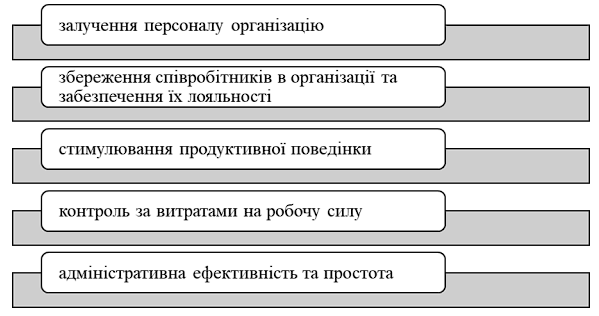 залучення персоналу організацію
збереження співробітників в організації та
забезпечення їх лояльності
стимулювання продуктивної поведінки
контроль за витратами на робочу силу
адміністративна ефективність та простота